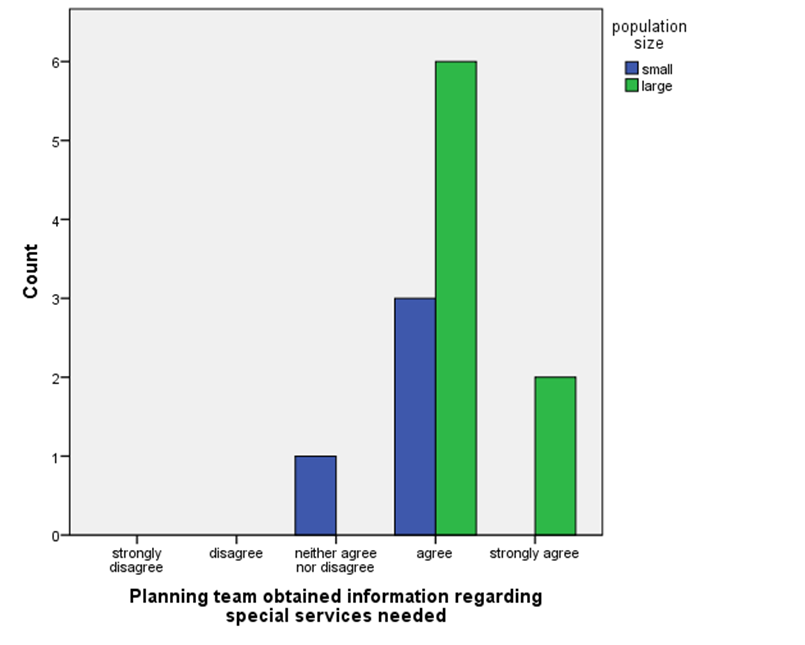 population
size
small
large
6
5
4
3
2
1
0
Count
strongly
disagree
disagree
neither agree
nor disagree
agree
strongly agree
Planning team obtained information regarding
special services needed